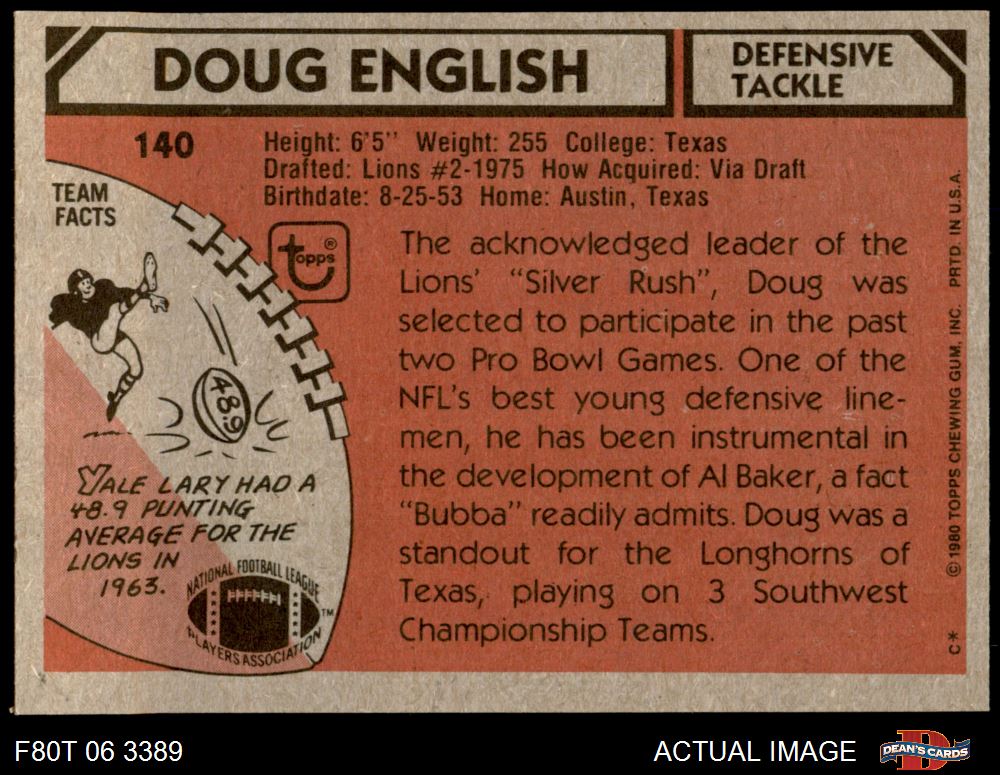 DOUG ENGLISH
DEFENSIVE
TACKLE
140
Height: 6'5'' Weight: 255 College: Texas
Drafted: Lions #2-1975 How Acquired: Via Draft
Birthdate: 8-25-53 Home: Austin, Texas
TEAM
FACTS
topps®
The acknowledged leader of the
Lions' "Silver Rush", Doug was
selected to participate in the past
two Pro Bowl Games. One of the
NFL's best young defensive line-
men, he has been instrumental in
the development of Al Baker, a fact
"Bubba" readily admits. Doug was a
standout for the Longhorns of
Texas, playing on 3 Southwest
Championship Teams.
48.9
YALE LARY HAD A
48.9 PUNTING
AVERAGE FOR THE
LIONS IN
1963.
NATIONAL FOOTBALL LEAGUE
PLAYERS ASSOCIATION
TM
C* © 1980 TOPPS CHEWING GUM, INC. PRTD. IN U.S.A.
F80T 06 3389
ACTUAL IMAGE
DEAN'S CARDS